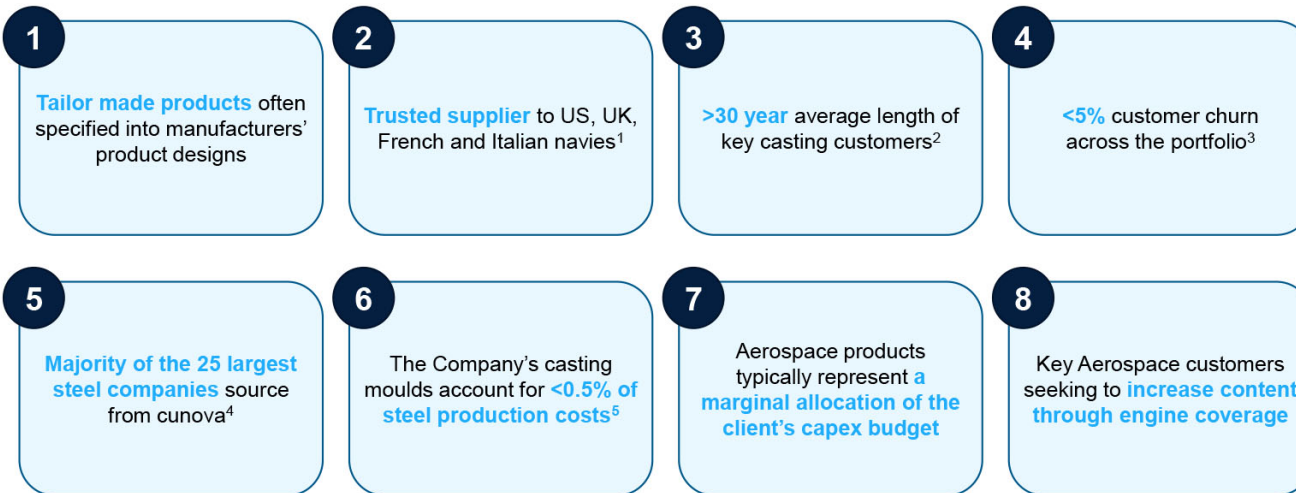 1
Tailor made products often
specified into manufacturers’
product designs
2
Trusted supplier to US, UK,
French and Italian navies¹
3
>30 year average length of
key casting customers²
4
<5% customer churn
across the portfolio³
5
Majority of the 25 largest
steel companies source
from cunova⁴
6
The Company’s casting
moulds account for <0.5% of
steel production costs⁵
7
Aerospace products
typically represent a
marginal allocation of the
client’s capex budget
8
Key Aerospace customers
seeking to increase content
through engine coverage